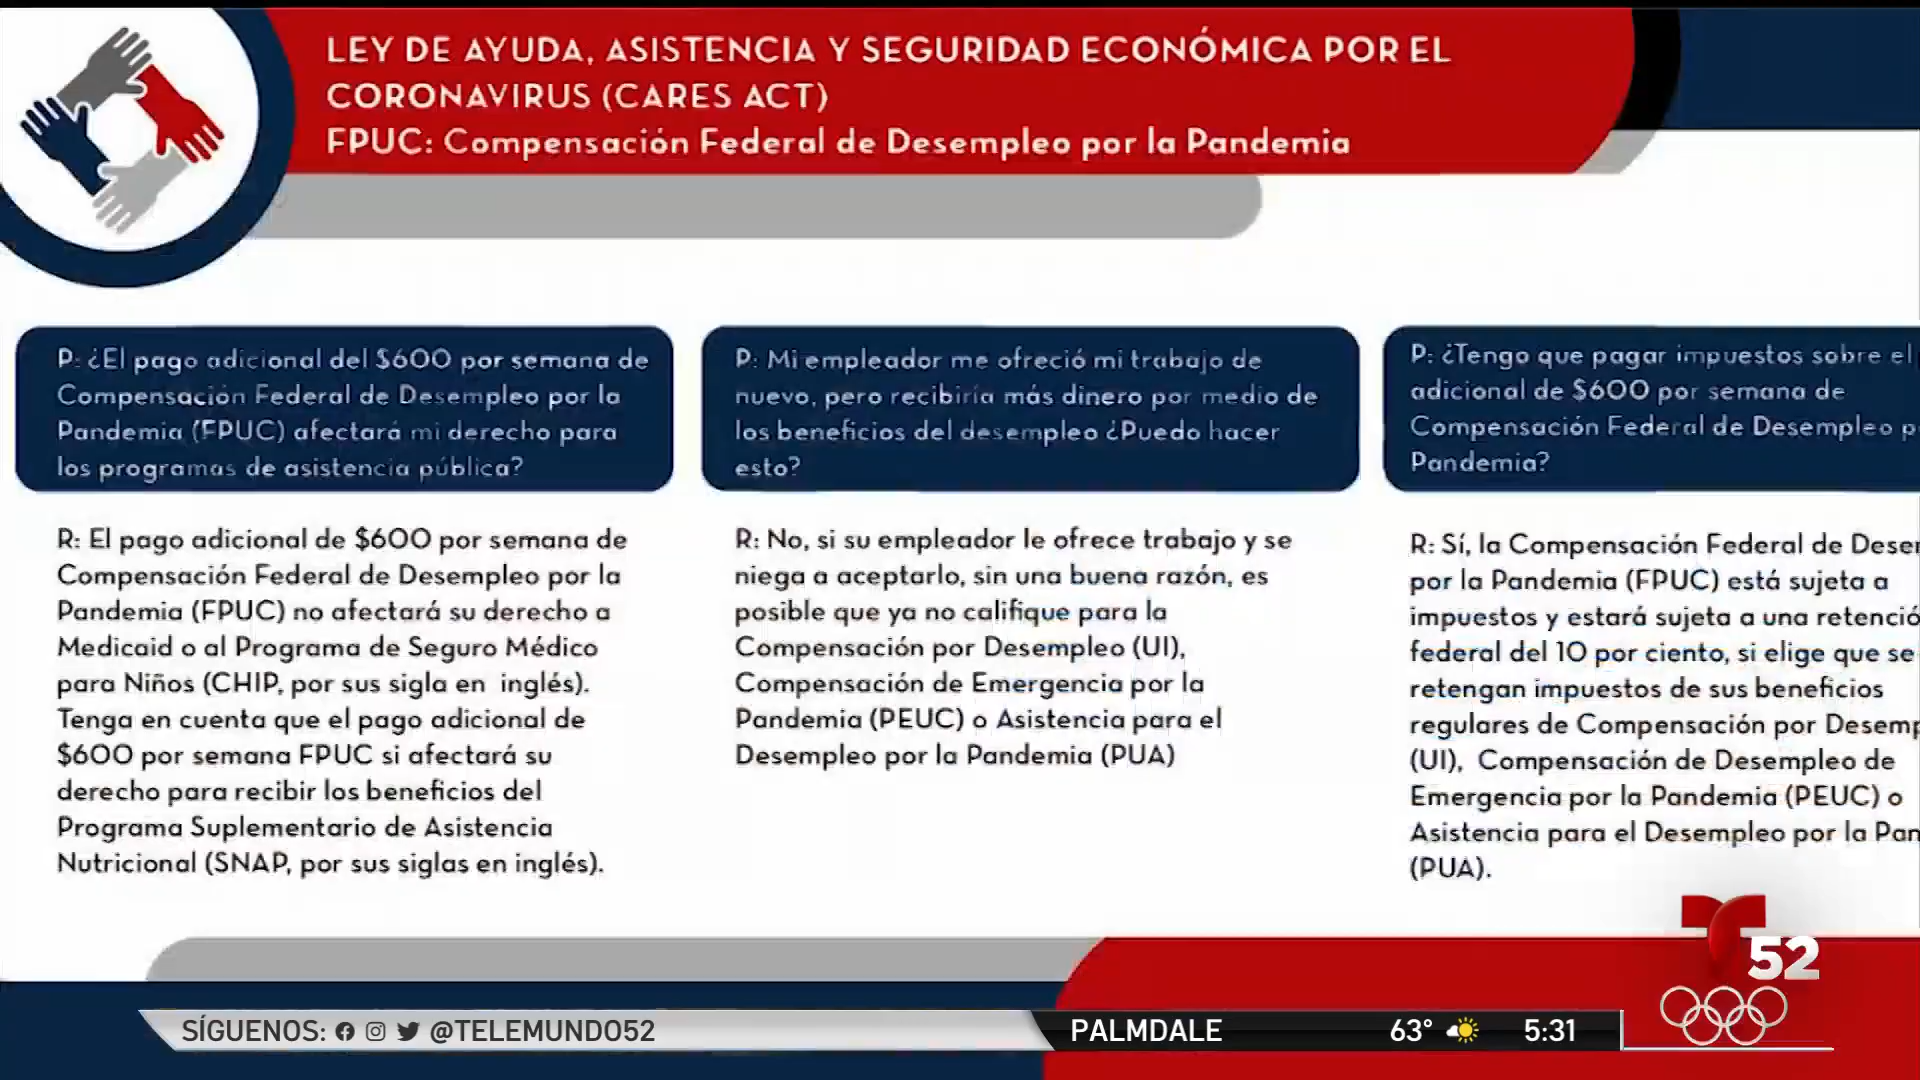 LEY DE AYUDA, ASISTENCIA Y SEGURIDAD ECONÓMICA POR EL
CORONAVIRUS (CARES ACT)
FPUC: Compensación Federal de Desempleo por la Pandemia
P: ¿El pago adicional del $600 por semana de
Compensación Federal de Desempleo por la
Pandemia (FPUC) afectará mi derecho para
los programas de asistencia pública?
R: El pago adicional de $600 por semana de
Compensación Federal de Desempleo por la
Pandemia (FPUC) no afectará su derecho a
Medicaid o al Programa de Seguro Médico
para Niños (CHIP, por sus sigla en inglés).
Tenga en cuenta que el pago adicional de
$600 por semana FPUC si afectará su
derecho para recibir los beneficios del
Programa Suplementario de Asistencia
Nutricional (SNAP, por sus siglas en inglés).
P: Mi empleador me ofreció mi trabajo de
nuevo, pero recibiría más dinero por medio de
los beneficios del desempleo ¿Puedo hacer
esto?
R: No, si su empleador le ofrece trabajo y se
niega a aceptarlo, sin una buena razón, es
posible que ya no califique para la
Compensación por Desempleo (UI),
Compensación de Emergencia por la
Pandemia (PEUC) o Asistencia para el
Desempleo por la Pandemia (PUA)
P: ¿Tengo que pagar impuestos sobre el
adicional de $600 por semana de
Compensación Federal de Desempleo p
Pandemia?
R: Sí, la Compensación Federal de Dese
por la Pandemia (FPUC) está sujeta a
impuestos y estará sujeta a una retenció
federal del 10 por ciento, si elige que se
retengan impuestos de sus beneficios
regulares de Compensación por Desemp
(UI), Compensación de Desempleo de
Emergencia por la Pandemia (PEUC) o
Asistencia para el Desempleo por la Pan
(PUA).
52
SÍGUENOS: @TELEMUNDO52
PALMDALE 63° 5:31